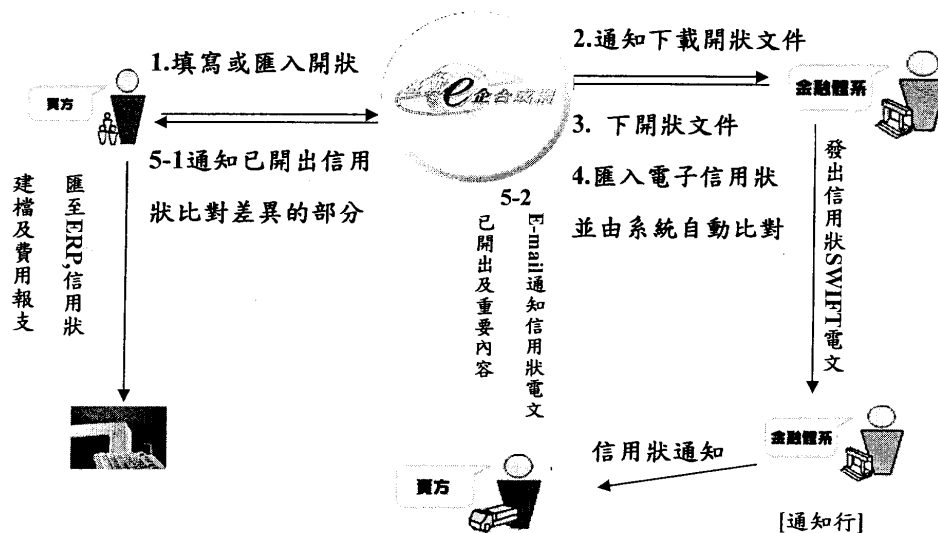 1.填寫或匯入開狀
2.通知下載開狀文件
買方
e企合成網
金融體系
3. 下開狀文件
5-1通知已開出信用
狀比對差異的部分
4.匯入電子信用狀
並由系統自動比對
匯至ERP,信用狀
建檔及費用報支
5-2
E-mail通知信用狀電文
已開出及重要內容
發出信用狀SWIFT電文
信用狀通知
金融體系
賣方
[通知行]